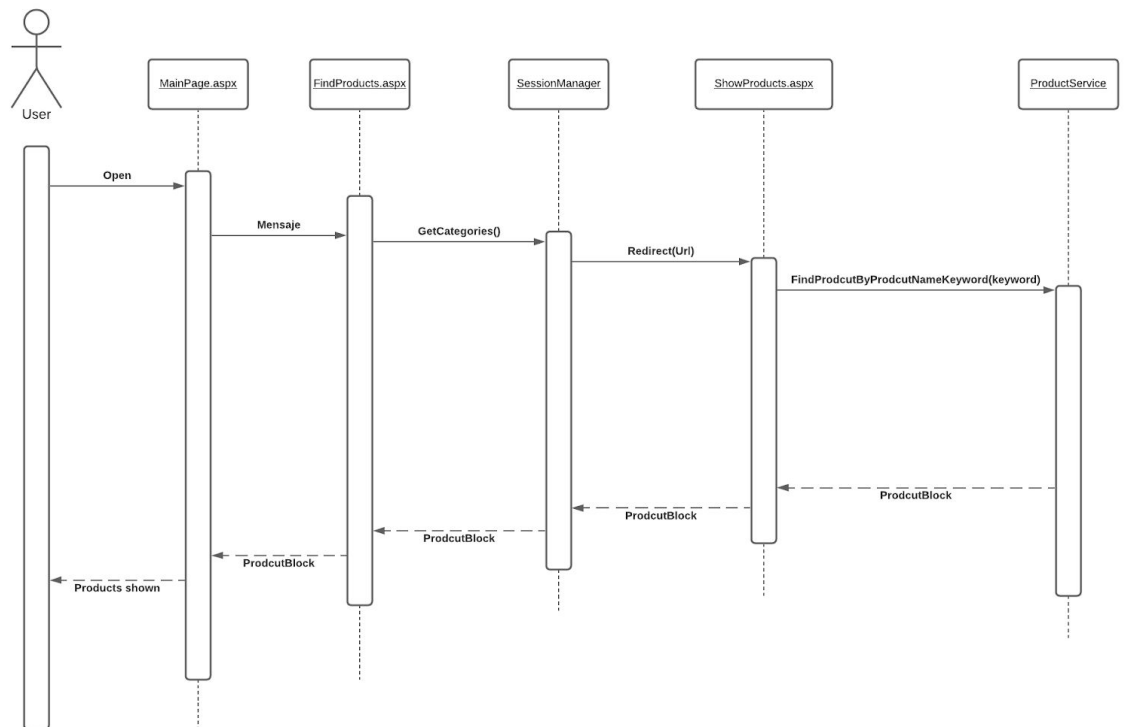 User
MainPage.aspx
FindProducts.aspx
SessionManager
ShowProducts.aspx
ProductService
Open
Mensaje
GetCategories()
Redirect(Url)
FindProdcutByProdcutNameKeyword(keyword)
ProdcutBlock
ProdcutBlock
ProdcutBlock
ProdcutBlock
Products shown